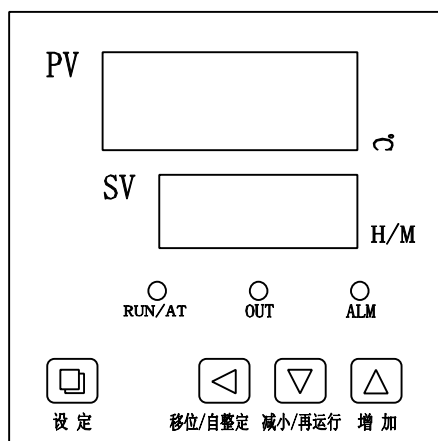 PV
℃
SV
H/M
RUN/AT OUT ALM
设定 移位/自整定 减小/再运行 增加